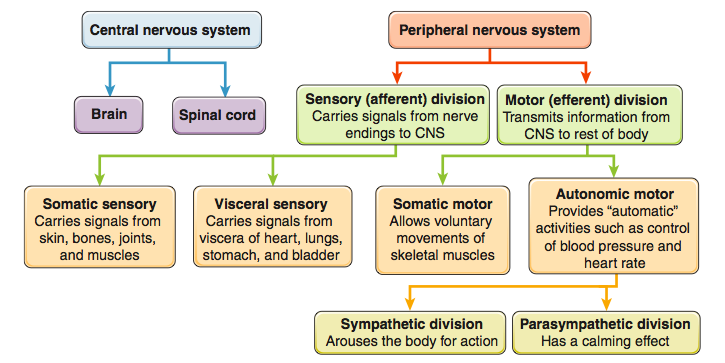 Central nervous system
Peripheral nervous system
Brain
Spinal cord
Sensory (afferent) division
Carries signals from nerve
endings to CNS
Motor (efferent) division
Transmits information from
CNS to rest of body
Somatic sensory
Carries signals from
skin, bones, joints,
and muscles
Visceral sensory
Carries signals from
viscera of heart, lungs,
stomach, and bladder
Somatic motor
Allows voluntary
movements of
skeletal muscles
Autonomic motor
Provides “automatic”
activities such as control
of blood pressure and
heart rate
Sympathetic division
Arouses the body for action
Parasympathetic division
Has a calming effect